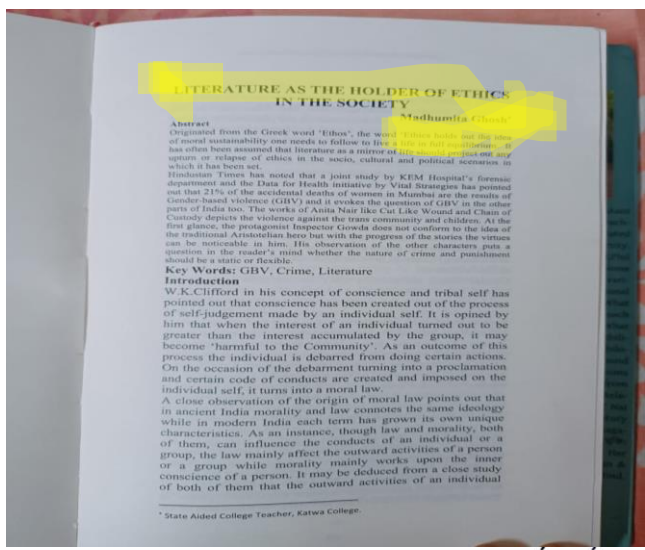 LITERATURE AS THE HOLDER OF ETHICS
IN THE SOCIETY
Madhumita Ghosh*
Abstract
Originated from the Greek word 'Ethos', the word 'Ethics holds out the idea
of moral sustainability one needs to follow to live a life in full equilibrium. It
has often been assumed that literature as a mirror of life should project out any
upturn or relapse of ethics in the socio, cultural and political scenarios in
which it has been set.
Hindustan Times has noted that a joint study by KEM Hospital's forensic
department and the Data for Health initiative by Vital Strategies has pointed
out that 21% of the accidental deaths of women in Mumbai are the results of
Gender-based violence (GBV) and it evokes the question of GBV in the other
parts of India too. The works of Anita Nair like Cut Like Wound and Chain of
Custody depicts the violence against the trans community and children. At the
first glance, the protagonist Inspector Gowda does not conform to the idea of
the traditional Aristotelian hero but with the progress of the stories the virtues
can be noticeable in him. His observation of the other characters puts a
question in the reader's mind whether the nature of crime and punishment
should be a static or flexible.
Key Words: GBV, Crime, Literature
Introduction
W.K.Clifford in his concept of conscience and tribal self has
pointed out that conscience has been created out of the process
of self-judgement made by an individual self. It is opined by
him that when the interest of an individual turned out to be
greater than the interest accumulated by the group, it may
become 'harmful to the Community'. As an outcome of this
process the individual is debarred from doing certain actions.
On the occasion of the debarment turning into a proclamation
and certain code of conducts are created and imposed on the
individual self, it turns into a moral law.
A close observation of the origin of moral law points out that
in ancient India morality and law connotes the same ideology
while in modern India each term has grown its own unique
characteristics. As an instance, though law and morality, both
of them, can influence the conducts of an individual or a
group, the law mainly affect the outward activities of a person
or a group while morality mainly works upon the inner
conscience of a person. It may be deduced from a close study
of both of them that the outward activities of an individual
* State Aided College Teacher, Katwa College.